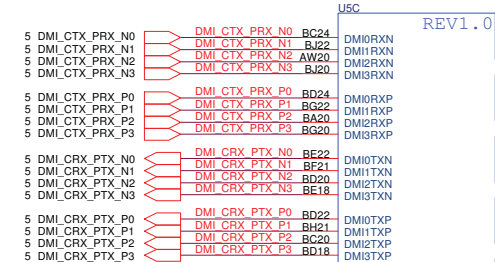 U5C
REV1.0
5 DMI_CTX_PRX_N0 DMI_CTX_PRX_N0 BC24 DMI0RXN
5 DMI_CTX_PRX_N1 DMI_CTX_PRX_N1 BJ22 DMI1RXN
5 DMI_CTX_PRX_N2 DMI_CTX_PRX_N2 AW20 DMI2RXN
5 DMI_CTX_PRX_N3 DMI_CTX_PRX_N3 BJ20 DMI3RXN
5 DMI_CTX_PRX_P0 DMI_CTX_PRX_P0 BD24 DMI0RXP
5 DMI_CTX_PRX_P1 DMI_CTX_PRX_P1 BG22 DMI1RXP
5 DMI_CTX_PRX_P2 DMI_CTX_PRX_P2 BA20 DMI2RXP
5 DMI_CTX_PRX_P3 DMI_CTX_PRX_P3 BG20 DMI3RXP
5 DMI_CRX_PTX_N0 DMI_CRX_PTX_N0 BE22 DMI0TXN
5 DMI_CRX_PTX_N1 DMI_CRX_PTX_N1 BF21 DMI1TXN
5 DMI_CRX_PTX_N2 DMI_CRX_PTX_N2 BD20 DMI2TXN
5 DMI_CRX_PTX_N3 DMI_CRX_PTX_N3 BE18 DMI3TXN
5 DMI_CRX_PTX_P0 DMI_CRX_PTX_P0 BD22 DMI0TXP
5 DMI_CRX_PTX_P1 DMI_CRX_PTX_P1 BH21 DMI1TXP
5 DMI_CRX_PTX_P2 DMI_CRX_PTX_P2 BC20 DMI2TXP
5 DMI_CRX_PTX_P3 DMI_CRX_PTX_P3 BD18 DMI3TXP